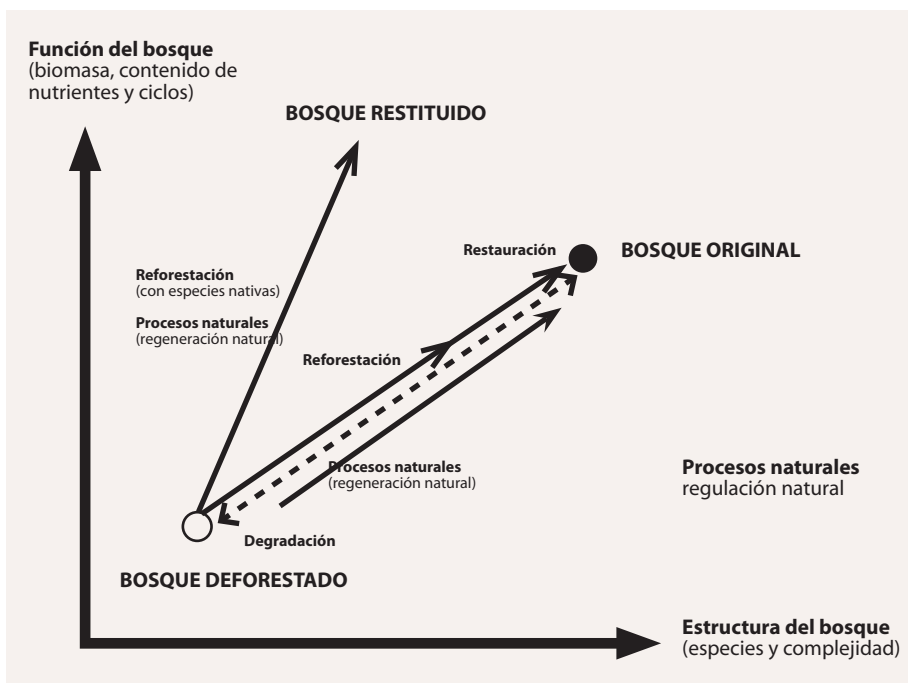 Función del bosque
(biomasa, contenido de
nutrientes y ciclos)
BOSQUE RESTITUIDO
Restauración
BOSQUE ORIGINAL
Reforestación
(con especies nativas)
Procesos naturales
(regeneración natural)
Reforestación
Procesos naturales
(regeneración natural)
Procesos naturales
regulación natural
Degradación
BOSQUE DEFORESTADO
Estructura del bosque
(especies y complejidad)